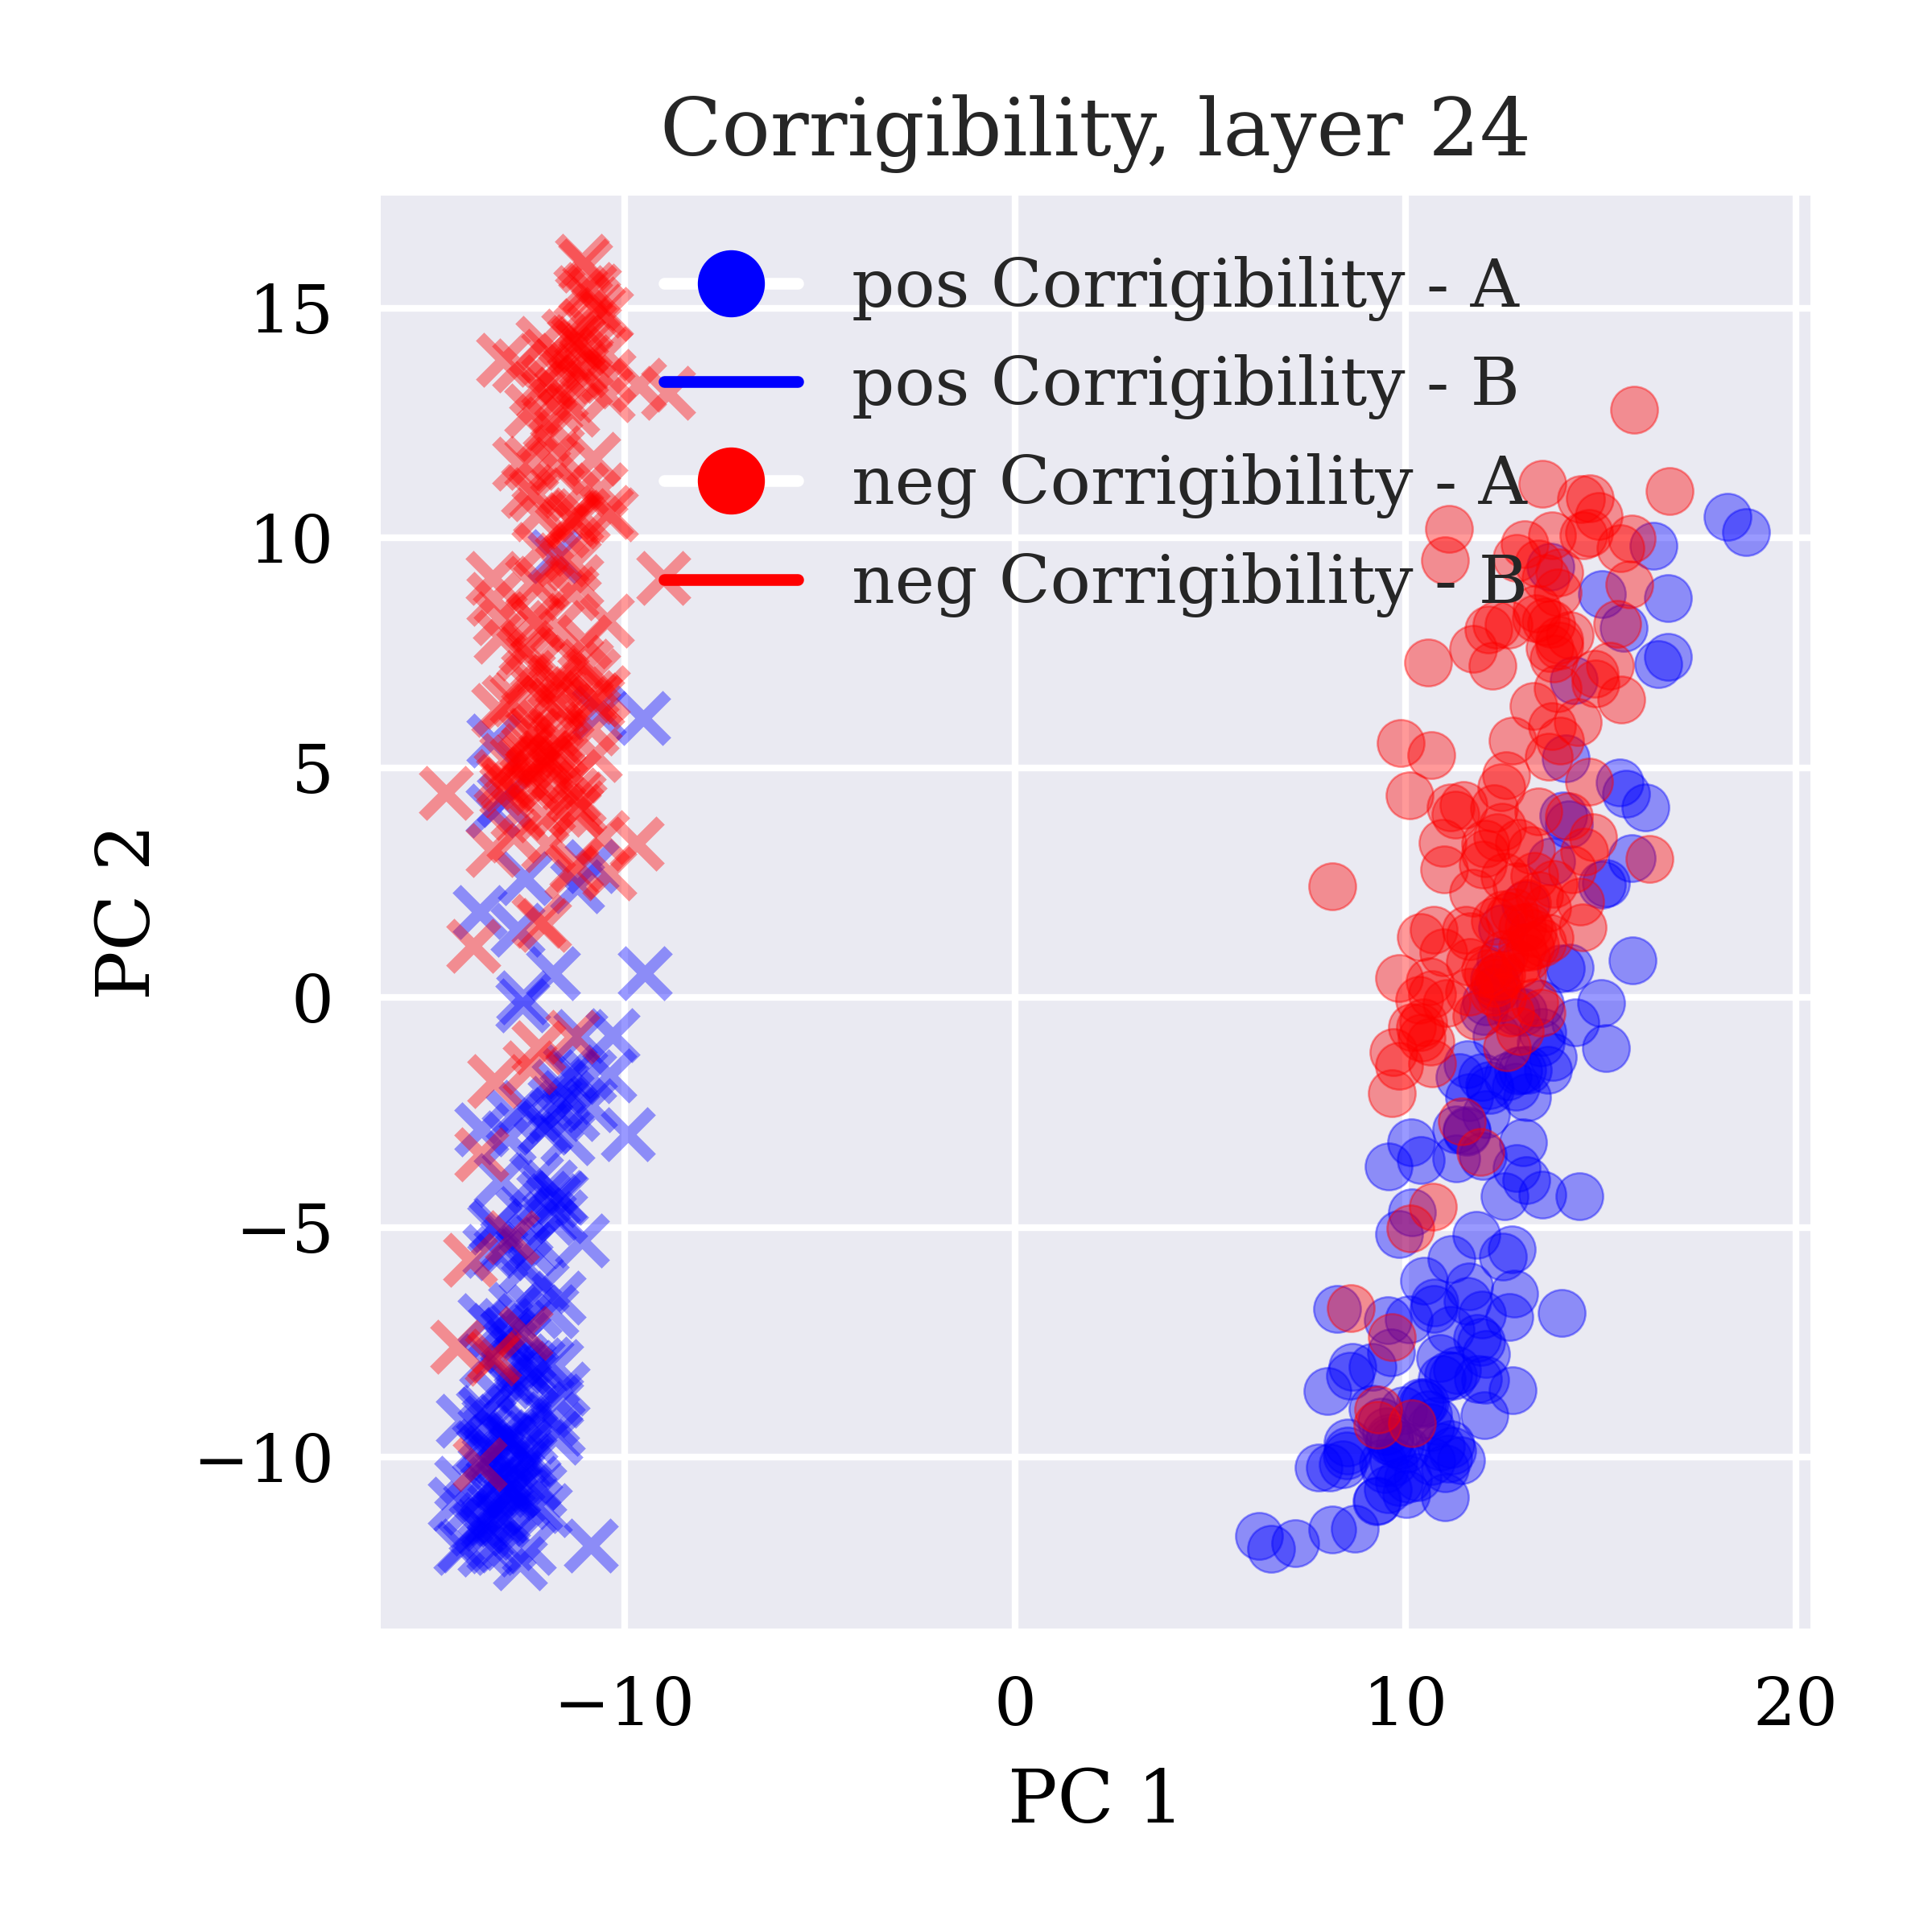 Corrigibility, layer 24
pos Corrigibility - A
pos Corrigibility - B
neg Corrigibility - A
neg Corrigibility - B
15
10
5
0
−5
−10
PC 2
−10 0 10 20
PC 1